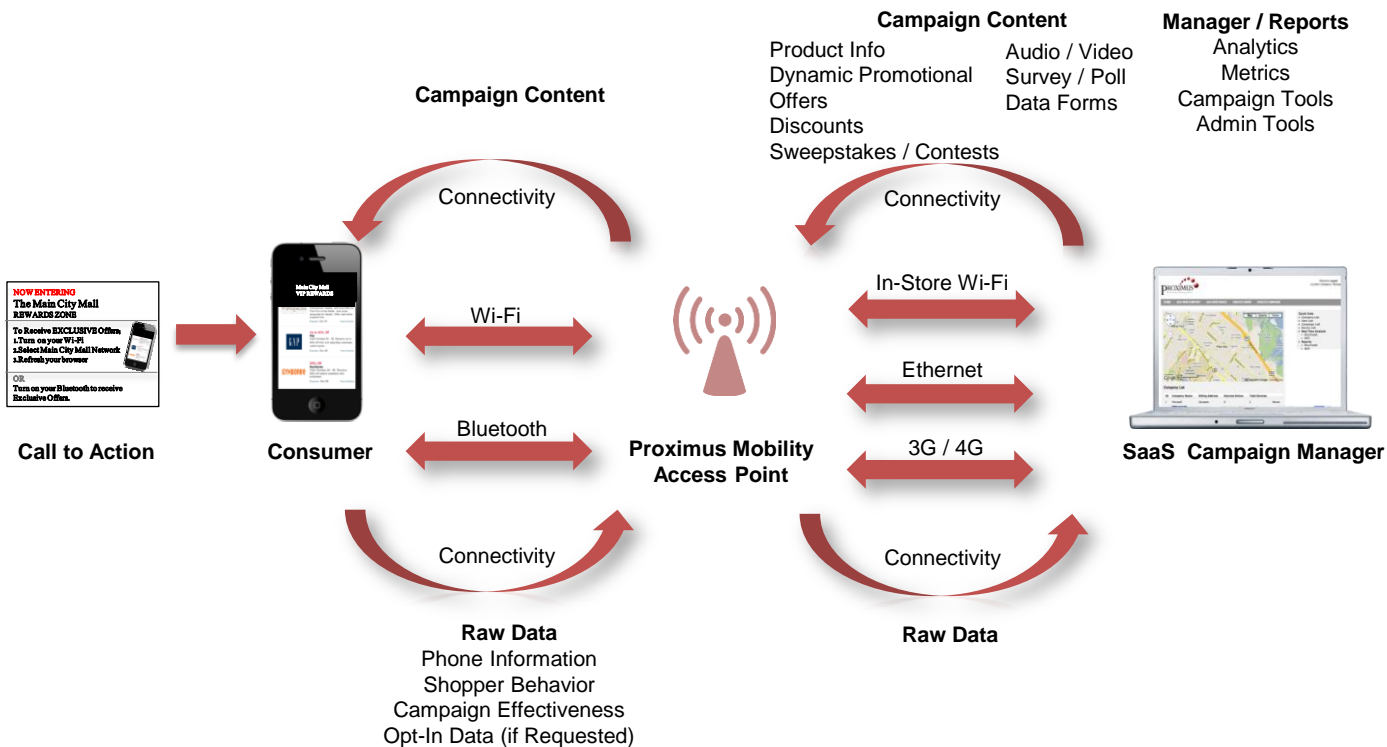 Campaign Content
Product Info
Dynamic Promotional
Offers
Discounts
Sweepstakes / Contests
Audio / Video
Survey / Poll
Data Forms
Manager / Reports
Analytics
Metrics
Campaign Tools
Admin Tools
Campaign Content
Connectivity
Connectivity
NOW ENTERING
The Main City Mall
REWARDS ZONE
To Receive EXCLUSIVE Offers,
1.Turn on your Wi-Fi
2.Select Main City Mall Network
3.Refresh your browser
OR
Turn on your Bluetooth to receive
Exclusive Offers.
Call to Action
Main City Mall
VIP REWARDS
GAP
GYMBOREE
Consumer
Wi-Fi
Bluetooth
Proximus Mobility
Access Point
In-Store Wi-Fi
Ethernet
3G / 4G
PROXIMUS
Company List
SaaS Campaign Manager
Connectivity
Connectivity
Raw Data
Phone Information
Shopper Behavior
Campaign Effectiveness
Opt-In Data (if Requested)
Raw Data